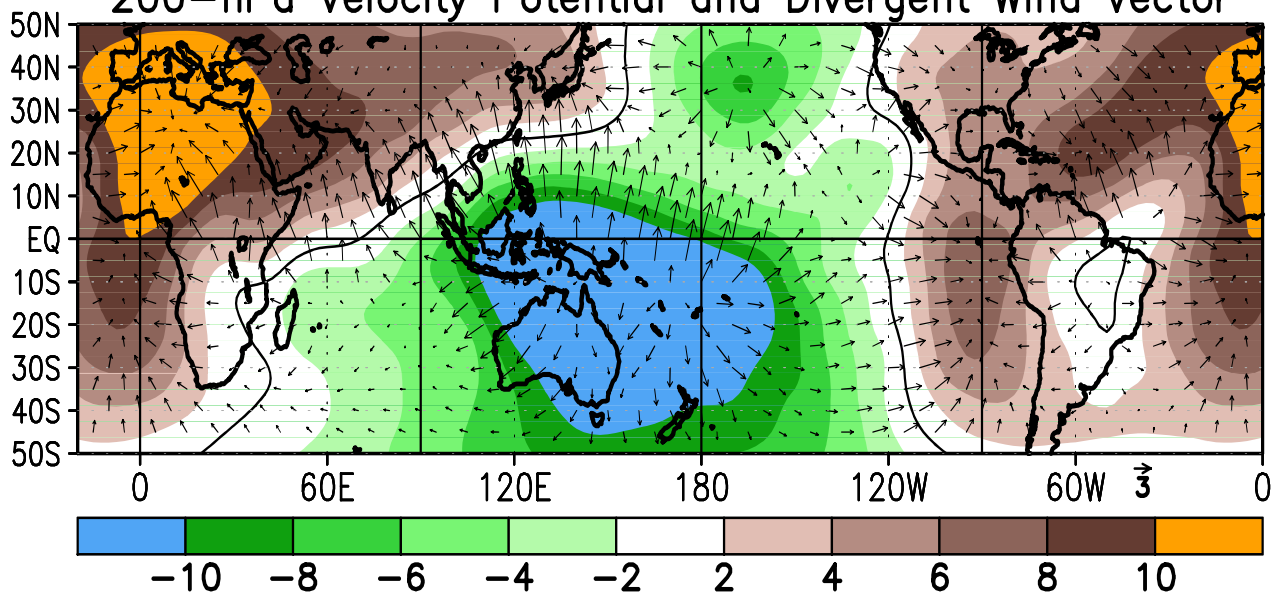 200-hPa Velocity Potential and Divergent Wind Vector
50N
40N
30N
20N
10N
EQ
10S
20S
30S
40S
50S
0 60E 120E 180 120W 60W 3 0
-10 -8 -6 -4 -2 2 4 6 8 10